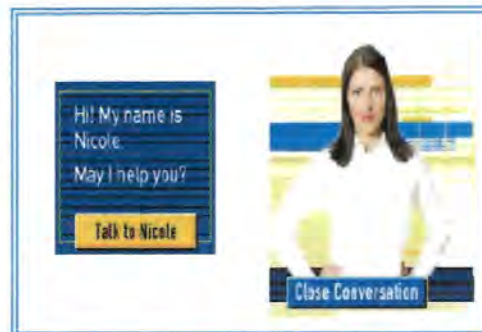 Hi! My name is
Nicole
May I help you?
Talk to Nicole
Close Conversation